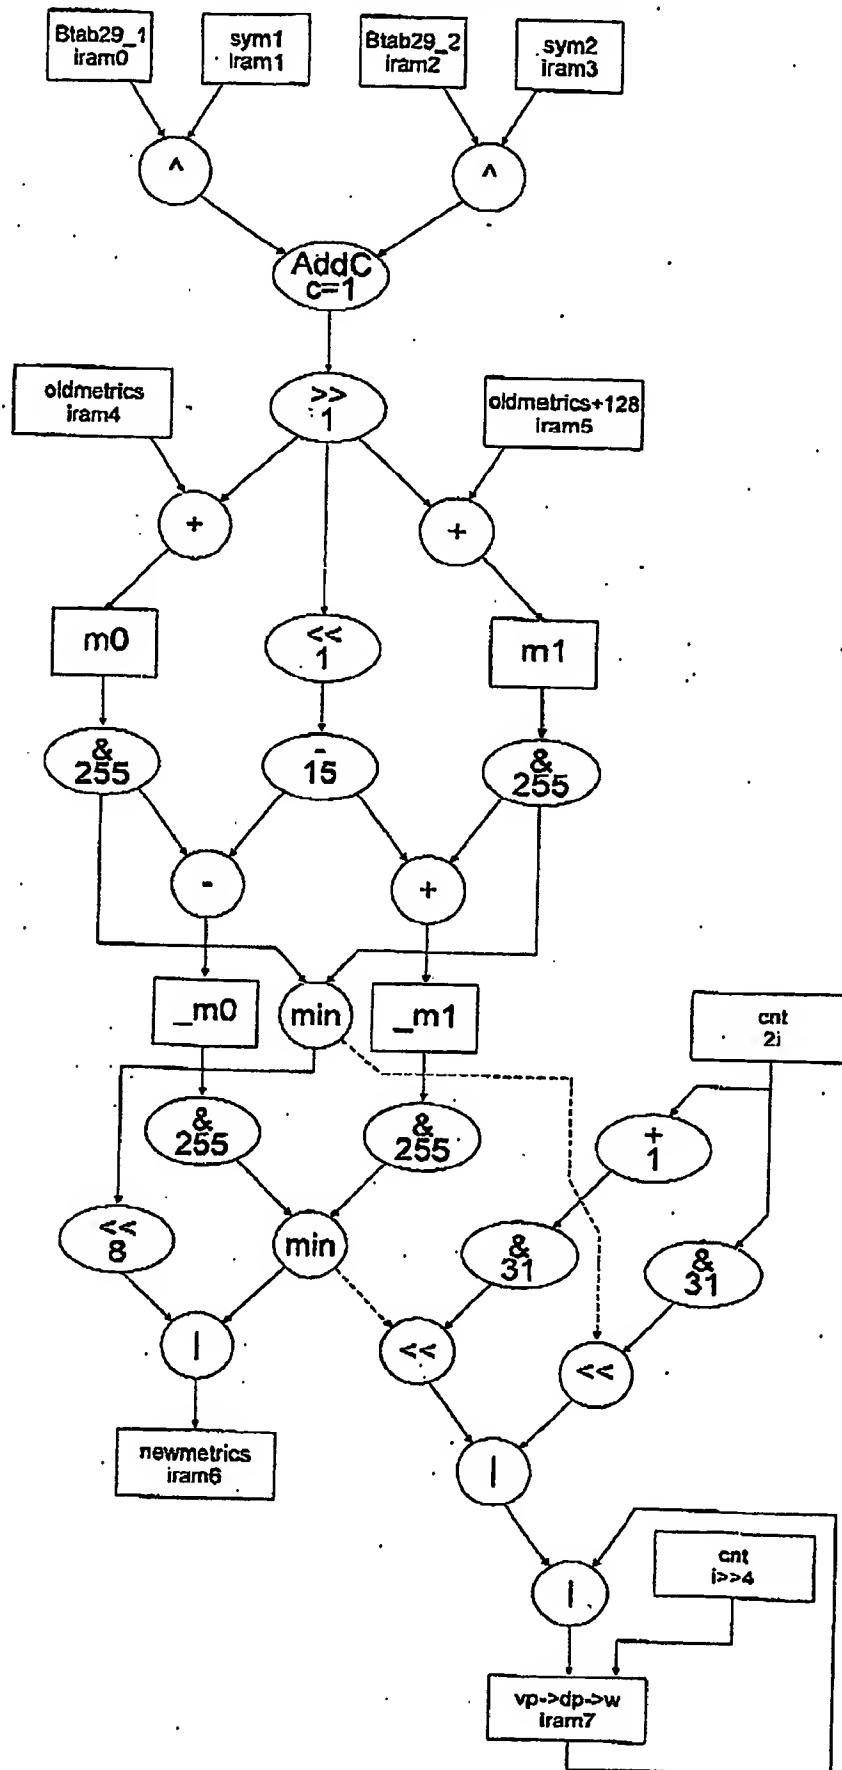 Btab29_1
iram0
sym1
iram1
Btab29_2
iram2
sym2
iram3
^
^
AddC
c=1
oldmetrics
iram4
>>
1
oldmetrics+128
iram5
+
+
m0
<<
1
m1
&
255
-
15
&
255
-
+
_m0
min
_m1
cnt
2i
&
255
&
255
+
1
<<
8
min
&
31
&
31
|
<<
<<
newmetrics
iram6
|
|
cnt
i>>4
vp->dp->w
iram7